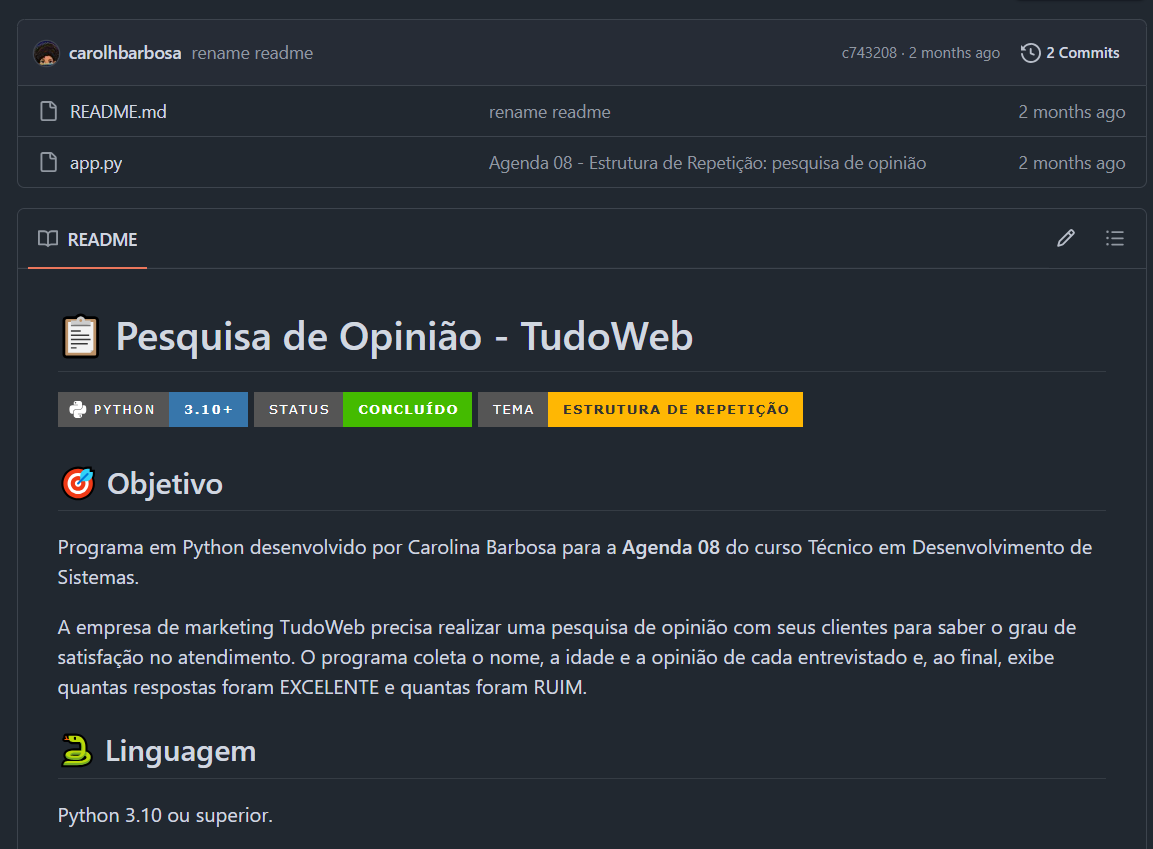 carolhbarbosa rename readme c743208 · 2 months ago 2 Commits
README.md rename readme 2 months ago
app.py Agenda 08 - Estrutura de Repetição: pesquisa de opinião 2 months ago
README
Pesquisa de Opinião - TudoWeb
PYTHON 3.10+ STATUS CONCLUÍDO TEMA ESTRUTURA DE REPETIÇÃO
Objetivo
Programa em Python desenvolvido por Carolina Barbosa para a Agenda 08 do curso Técnico em Desenvolvimento de
Sistemas.
A empresa de marketing TudoWeb precisa realizar uma pesquisa de opinião com seus clientes para saber o grau de
satisfação no atendimento. O programa coleta o nome, a idade e a opinião de cada entrevistado e, ao final, exibe
quantas respostas foram EXCELENTE e quantas foram RUIM.
Linguagem
Python 3.10 ou superior.